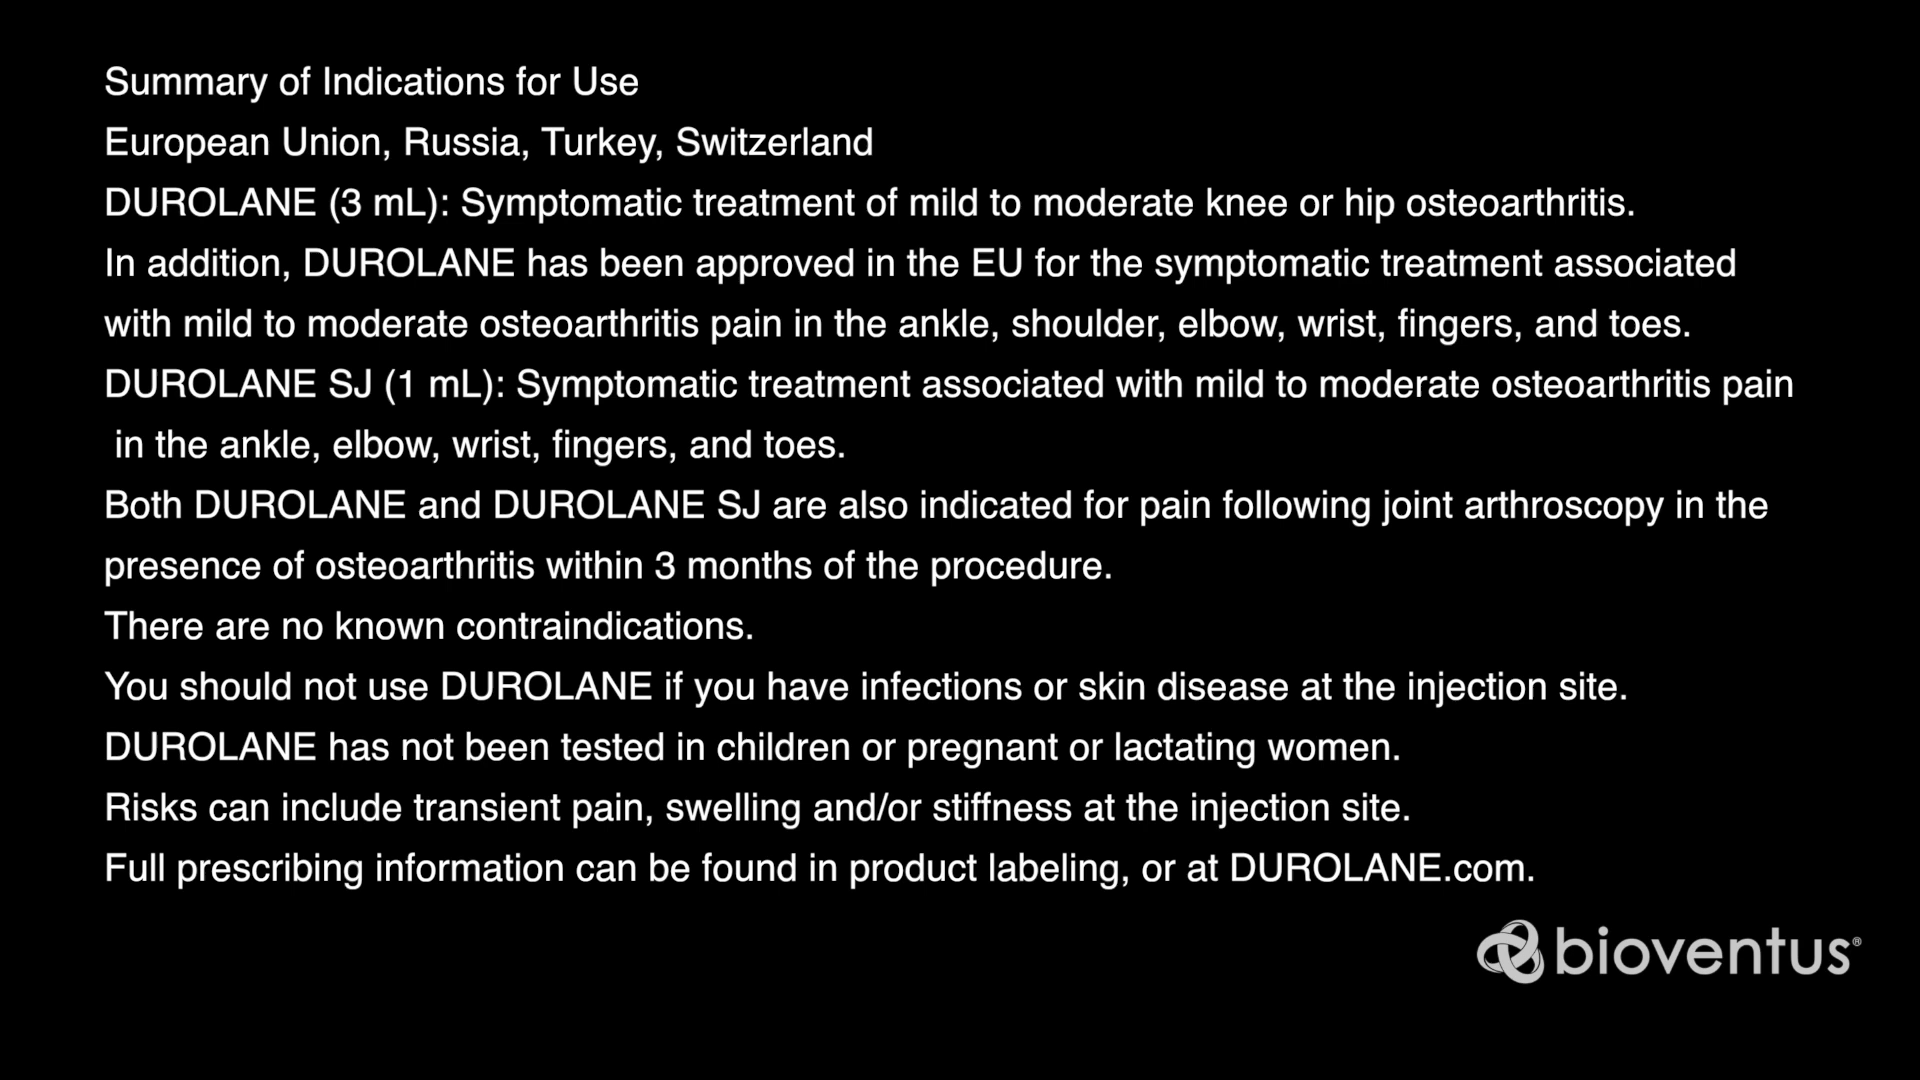 Summary of Indications for Use
European Union, Russia, Turkey, Switzerland
DUROLANE (3 mL): Symptomatic treatment of mild to moderate knee or hip osteoarthritis.
In addition, DUROLANE has been approved in the EU for the symptomatic treatment associated
with mild to moderate osteoarthritis pain in the ankle, shoulder, elbow, wrist, fingers, and toes.
DUROLANE SJ (1 mL): Symptomatic treatment associated with mild to moderate osteoarthritis pain
in the ankle, elbow, wrist, fingers, and toes.
Both DUROLANE and DUROLANE SJ are also indicated for pain following joint arthroscopy in the
presence of osteoarthritis within 3 months of the procedure.
There are no known contraindications.
You should not use DUROLANE if you have infections or skin disease at the injection site.
DUROLANE has not been tested in children or pregnant or lactating women.
Risks can include transient pain, swelling and/or stiffness at the injection site.
Full prescribing information can be found in product labeling, or at DUROLANE.com.
bioventus®